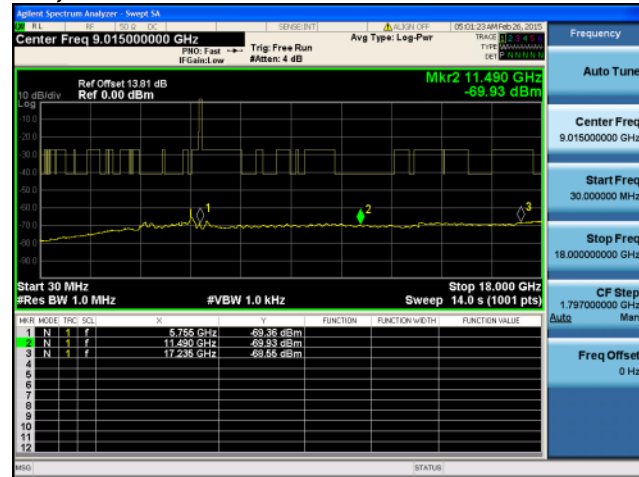 Agilent Spectrum Analyzer - Swept SA
RL RF 50 Ω DC SENSE:INT ALIGN OFF 05:01:23 AM Feb 26, 2015
Center Freq 9.015000000 GHz
PNO: Fast
IFGain:Low
Trig: Free Run
#Atten: 4 dB
Avg Type: Log-Pwr
TRACE 1 2 3 4 5 6
TYPE
DET P N N N N N
Frequency
Auto Tune
Ref Offset 13.81 dB
Ref 0.00 dBm
10 dB/div
Log
Mkr2 11.490 GHz
-69.93 dBm
-10.0
-20.0
-30.0
-40.0
-50.0
-60.0
-70.0
-80.0
-90.0
1
2
3
Center Freq
9.015000000 GHz
Start Freq
30.000000 MHz
Stop Freq
18.000000000 GHz
Start 30 MHz
Stop 18.000 GHz
#Res BW 1.0 MHz #VBW 1.0 kHz Sweep 14.0 s (1001 pts)
CF Step
1.797000000 GHz
Auto Man
MKR MODE TRC SCL X Y FUNCTION FUNCTION WIDTH FUNCTION VALUE
1 N 1 f 5.755 GHz -69.36 dBm
2 N 1 f 11.490 GHz -69.93 dBm
3 N 1 f 17.235 GHz -68.55 dBm
4
5
6
7
8
9
10
11
12
Freq Offset
0 Hz
MSG STATUS